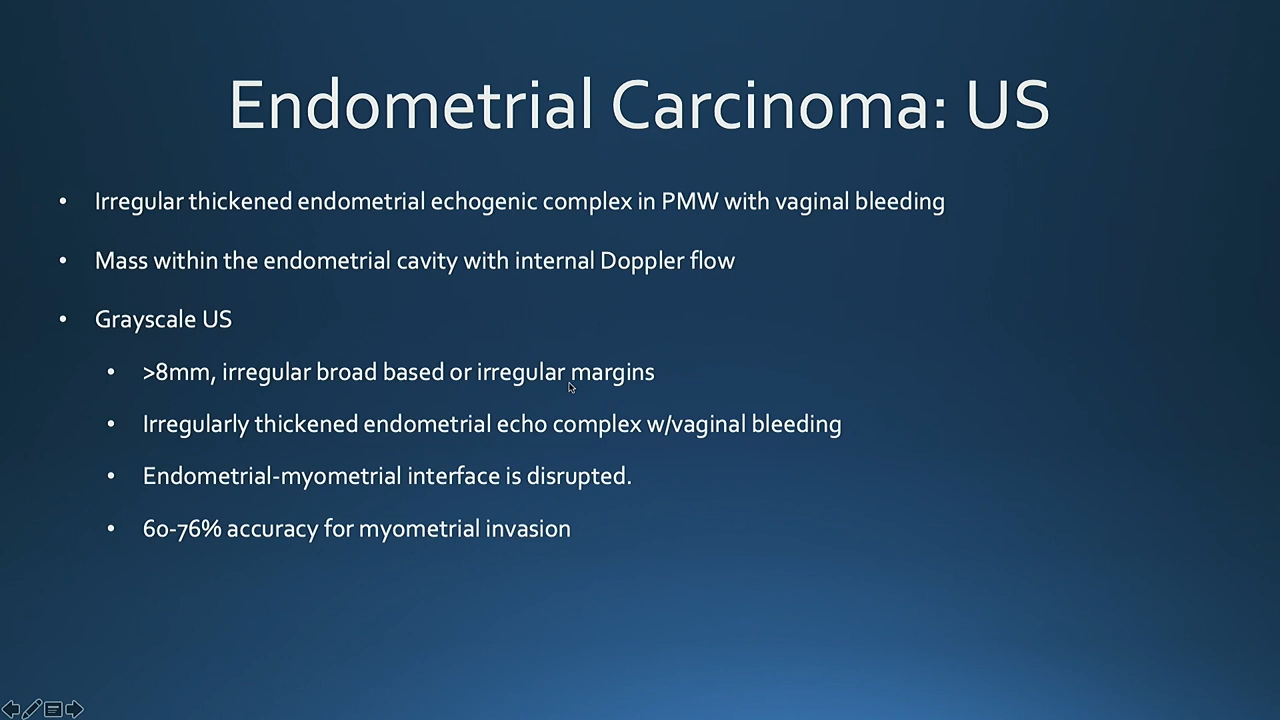 Endometrial Carcinoma: US
• Irregular thickened endometrial echogenic complex in PMW with vaginal bleeding
• Mass within the endometrial cavity with internal Doppler flow
• Grayscale US
• >8mm, irregular broad based or irregular margins
• Irregularly thickened endometrial echo complex w/vaginal bleeding
• Endometrial-myometrial interface is disrupted.
• 60-76% accuracy for myometrial invasion